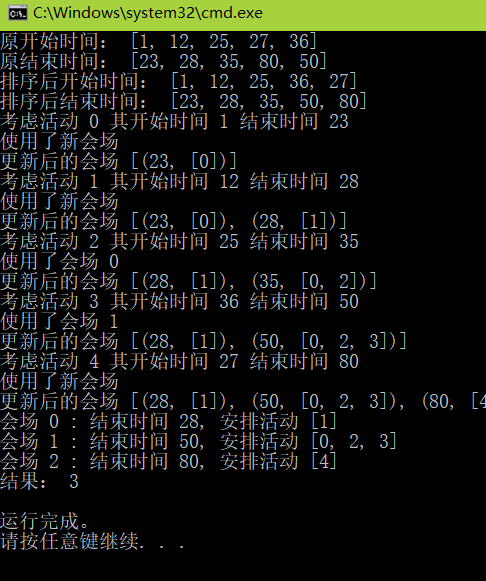 C:\Windows\system32\cmd.exe
原开始时间: [1, 12, 25, 27, 36]
原结束时间: [23, 28, 35, 80, 50]
排序后开始时间: [1, 12, 25, 36, 27]
排序后结束时间: [23, 28, 35, 50, 80]
考虑活动 0 其开始时间 1 结束时间 23
使用了新会场
更新后的会场 [(23, [0])]
考虑活动 1 其开始时间 12 结束时间 28
使用了新会场
更新后的会场 [(23, [0]), (28, [1])]
考虑活动 2 其开始时间 25 结束时间 35
使用了会场 0
更新后的会场 [(28, [1]), (35, [0, 2])]
考虑活动 3 其开始时间 36 结束时间 50
使用了会场 1
更新后的会场 [(28, [1]), (50, [0, 2, 3])]
考虑活动 4 其开始时间 27 结束时间 80
使用了新会场
更新后的会场 [(28, [1]), (50, [0, 2, 3]), (80, [4
会场 0 : 结束时间 28, 安排活动 [1]
会场 1 : 结束时间 50, 安排活动 [0, 2, 3]
会场 2 : 结束时间 80, 安排活动 [4]
结果: 3
运行完成。
请按任意键继续. . .